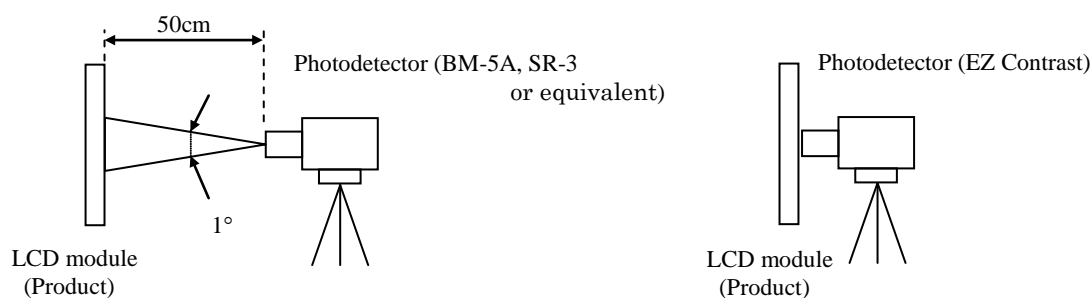 50cm
Photodetector (BM-5A, SR-3
or equivalent)
1°
LCD module
(Product)
Photodetector (EZ Contrast)
LCD module
(Product)